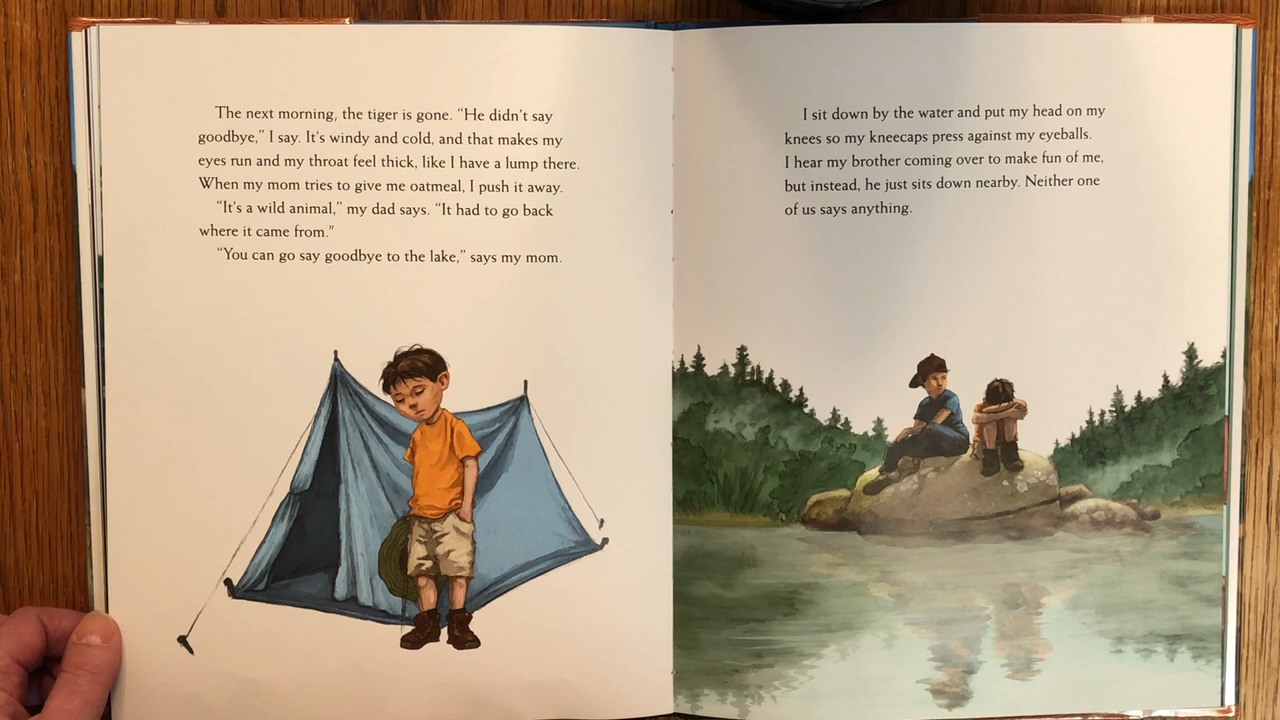 The next morning, the tiger is gone. “He didn’t say
goodbye,” I say. It’s windy and cold, and that makes my
eyes run and my throat feel thick, like I have a lump there.
When my mom tries to give me oatmeal, I push it away.
“It’s a wild animal,” my dad says. “It had to go back
where it came from.”
“You can go say goodbye to the lake,” says my mom.
I sit down by the water and put my head on my
knees so my kneecaps press against my eyeballs.
I hear my brother coming over to make fun of me,
but instead, he just sits down nearby. Neither one
of us says anything.